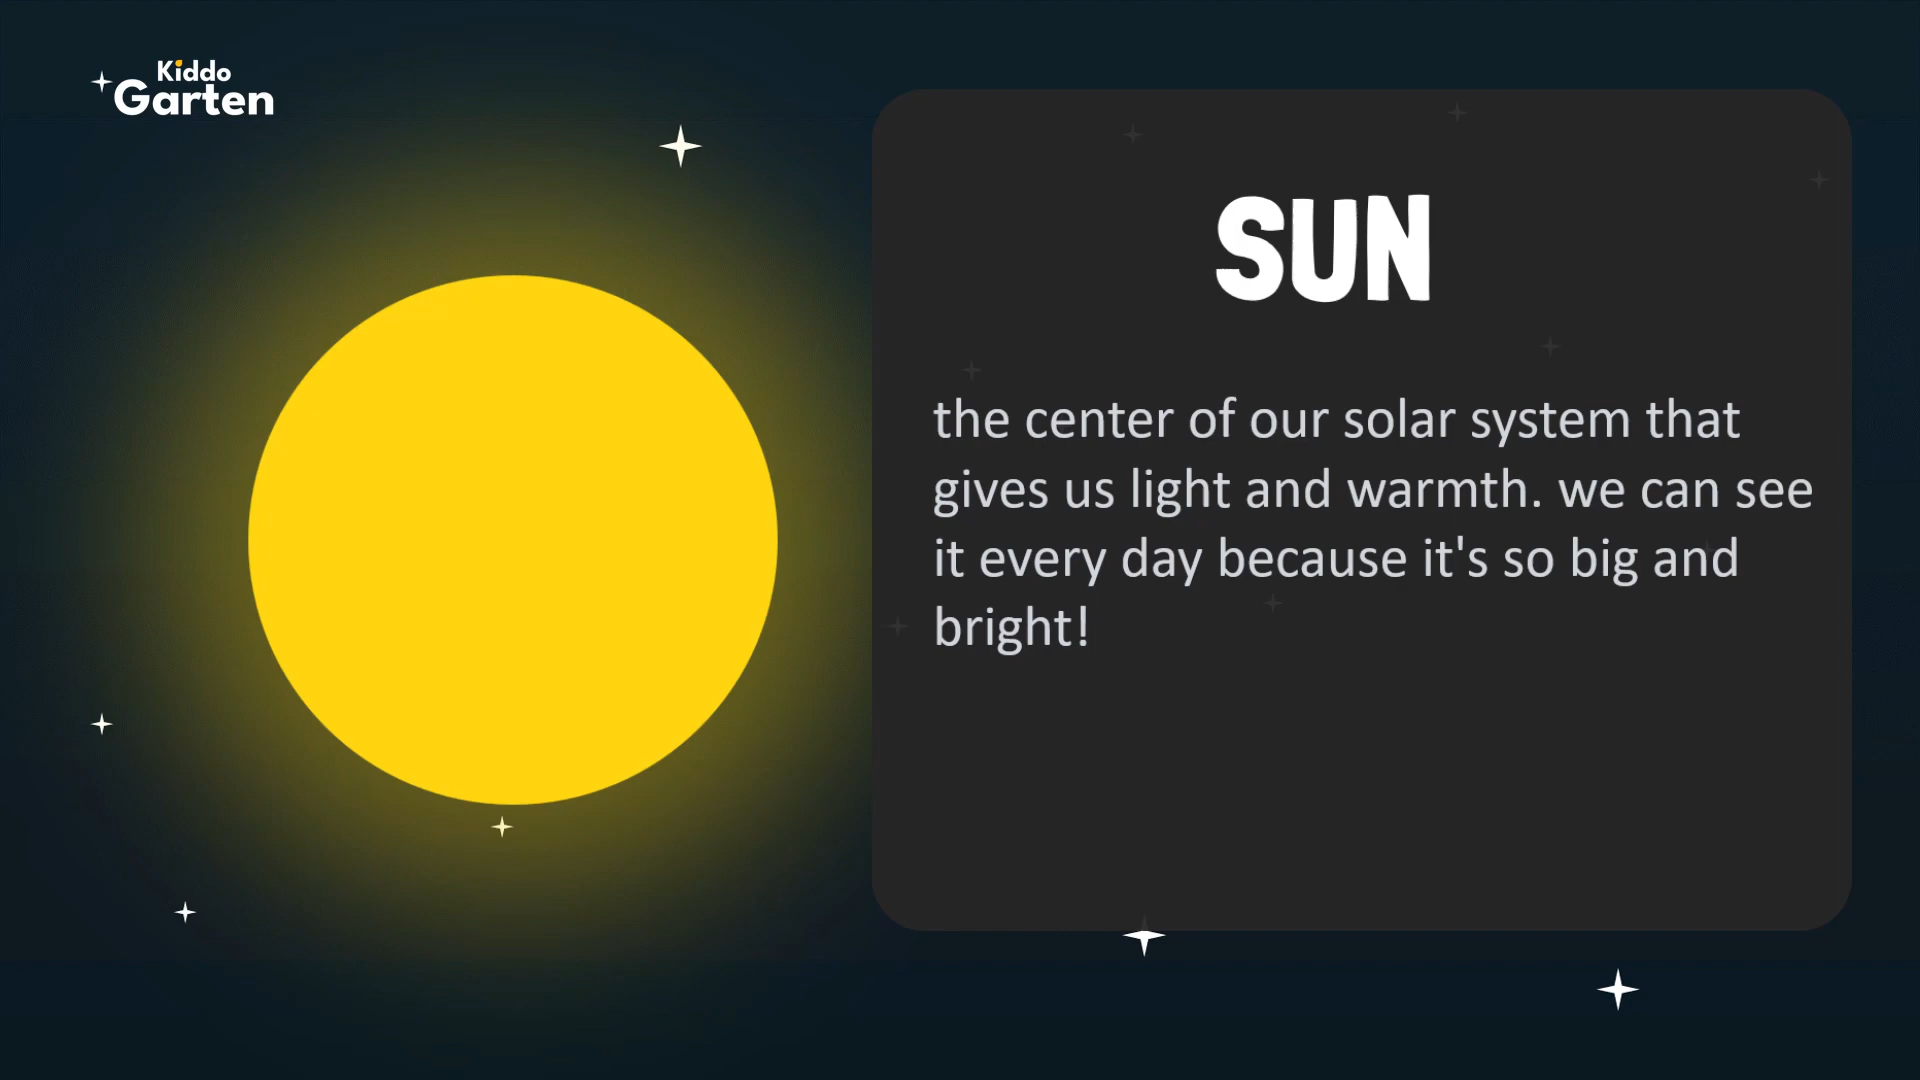 Kiddo
Garten
SUN
the center of our solar system that
gives us light and warmth. we can see
it every day because it's so big and
bright!